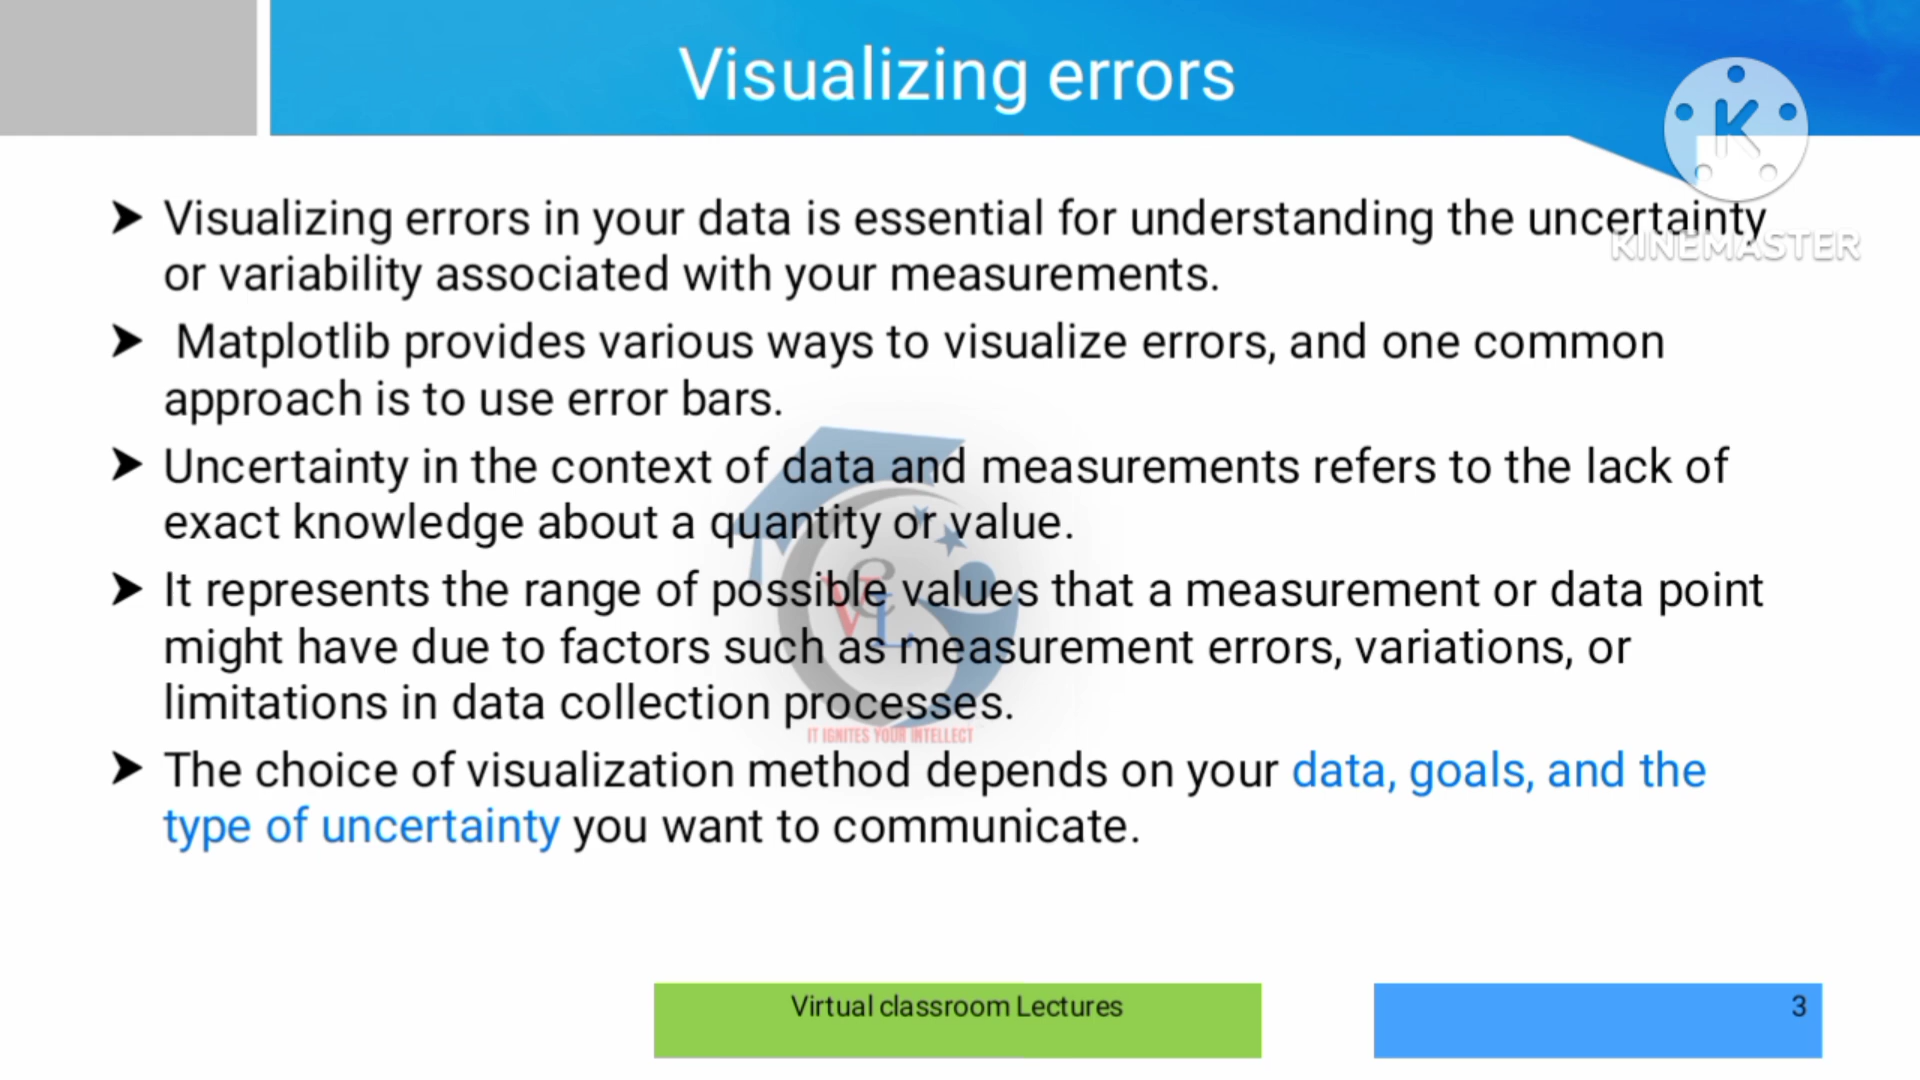 Visualizing errors
K
KINEMASTER
➤ Visualizing errors in your data is essential for understanding the uncertainty
or variability associated with your measurements.
➤ Matplotlib provides various ways to visualize errors, and one common
approach is to use error bars.
➤ Uncertainty in the context of data and measurements refers to the lack of
exact knowledge about a quantity or value.
➤ It represents the range of possible values that a measurement or data point
might have due to factors such as measurement errors, variations, or
limitations in data collection processes.
VCL
IT IGNITES YOUR INTELLECT
➤ The choice of visualization method depends on your data, goals, and the
type of uncertainty you want to communicate.
Virtual classroom Lectures
3